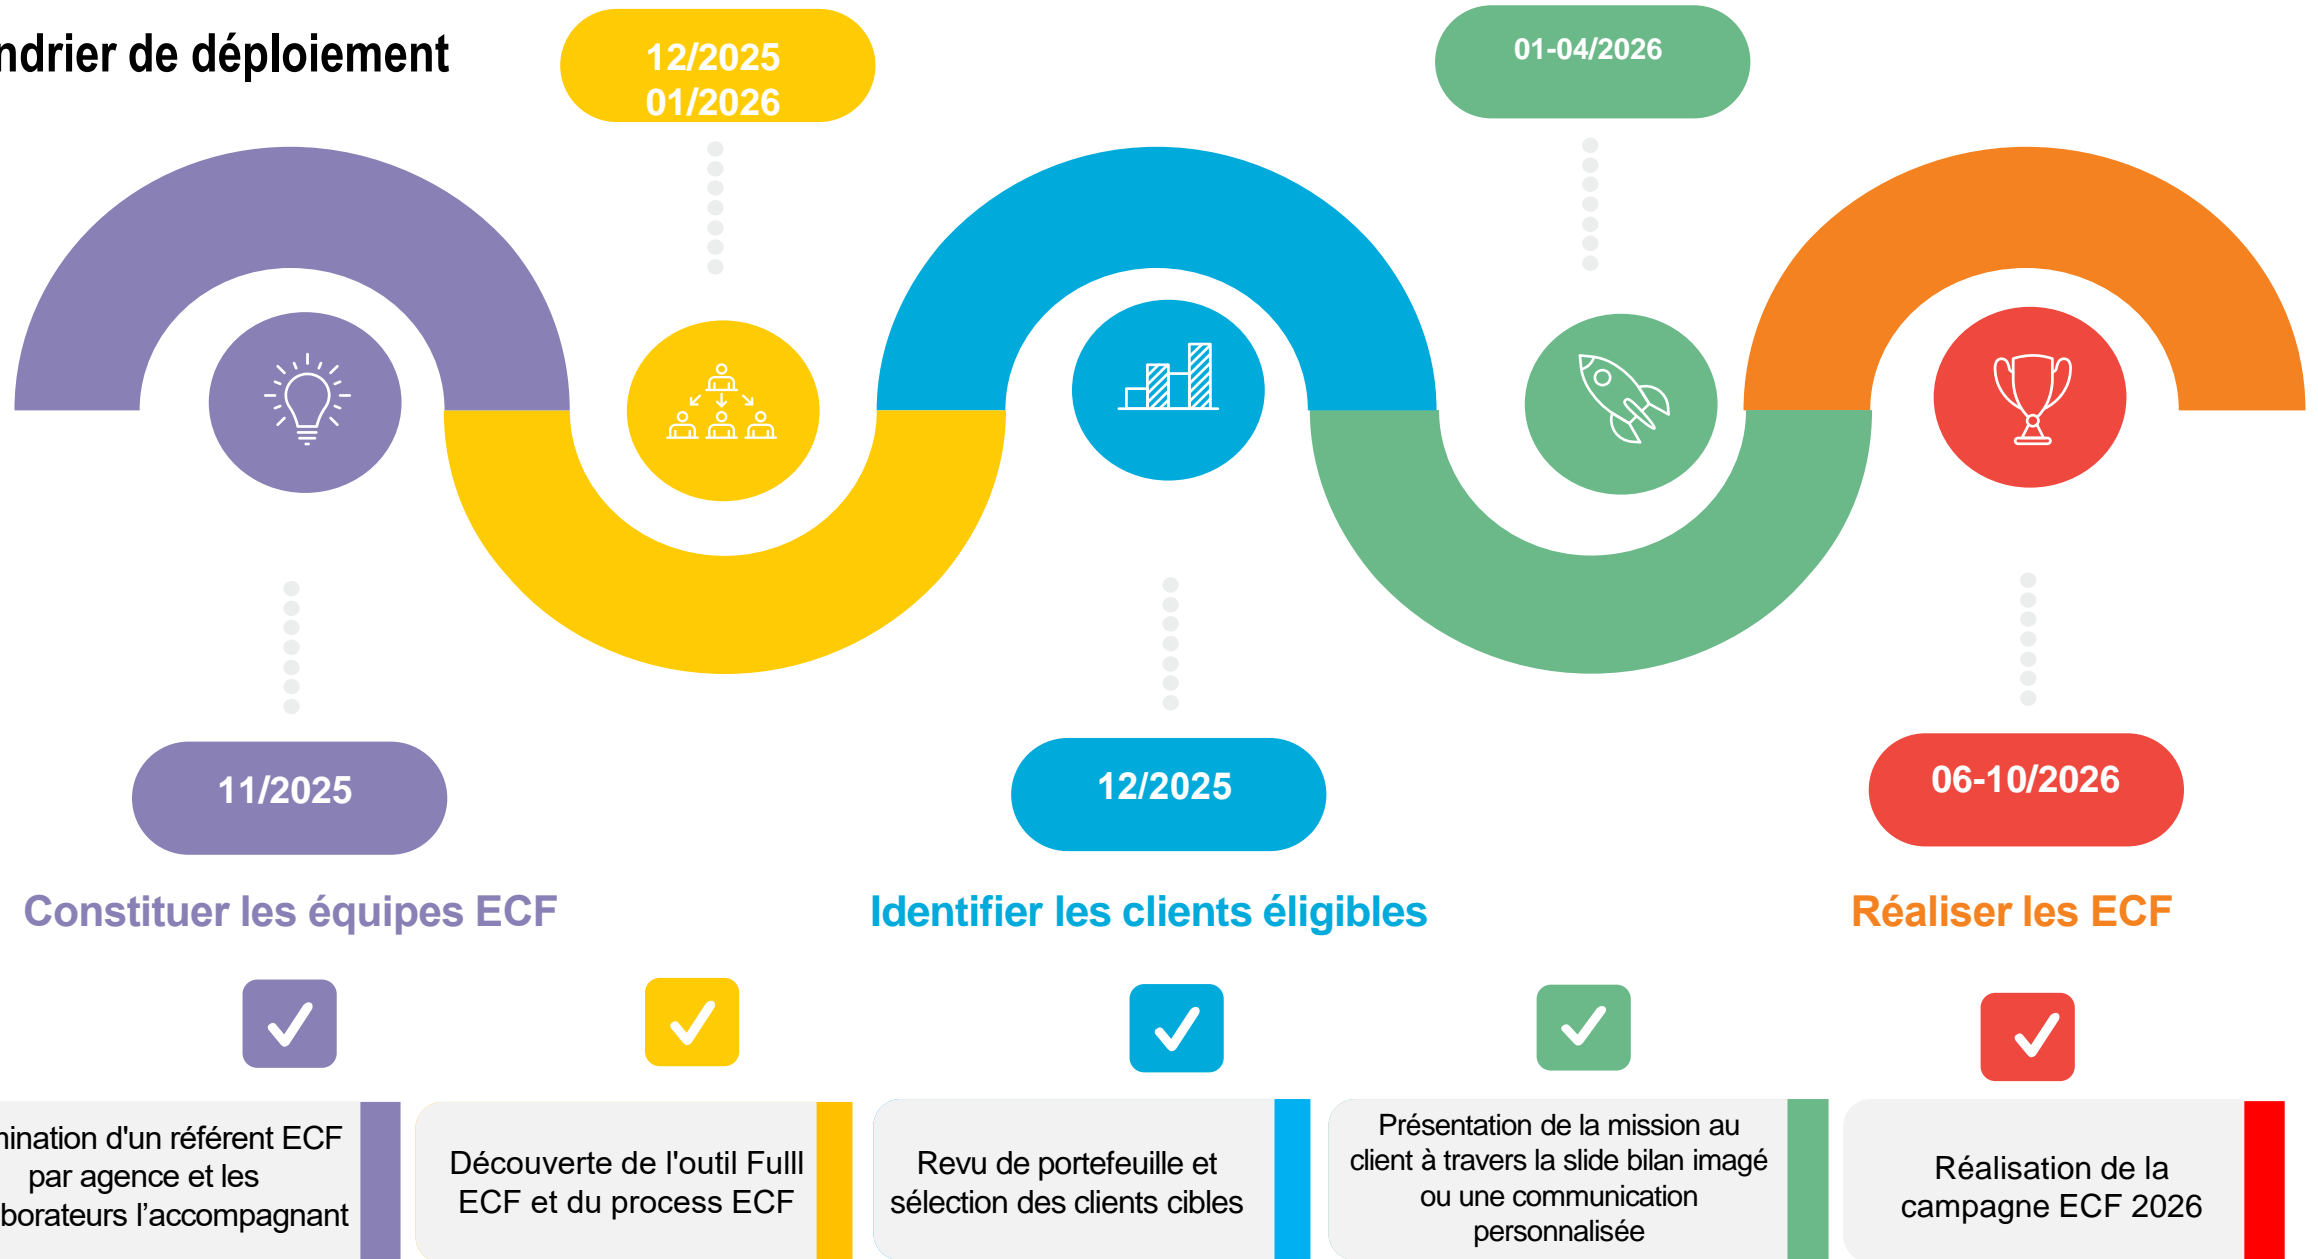 ndrier de déploiement
12/2025
01/2026
01-04/2026
11/2025
12/2025
06-10/2026
Constituer les équipes ECF
Identifier les clients éligibles
Réaliser les ECF
ination d'un référent ECF
par agence et les
borateurs l’accompagnant
Découverte de l'outil Fulll
ECF et du process ECF
Revu de portefeuille et
sélection des clients cibles
Présentation de la mission au
client à travers la slide bilan imagé
ou une communication
personnalisée
Réalisation de la
campagne ECF 2026